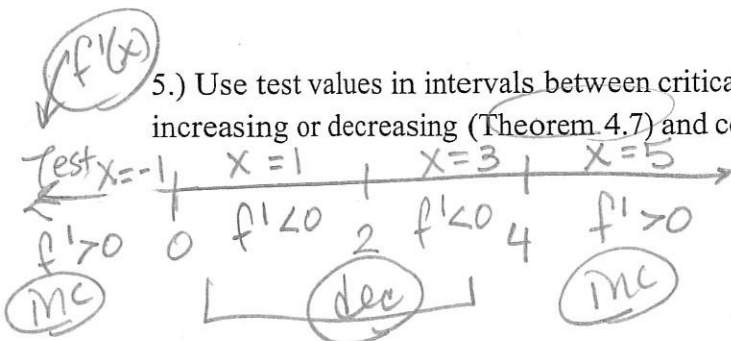 f'(x)
5.) Use test values in intervals between critica
increasing or decreasing (Theorem 4.7) and co
Test x=-1 x=1 x=3 x=5
f'>0 0 f'<0 2 f'<0 4 f'>0
inc dec inc